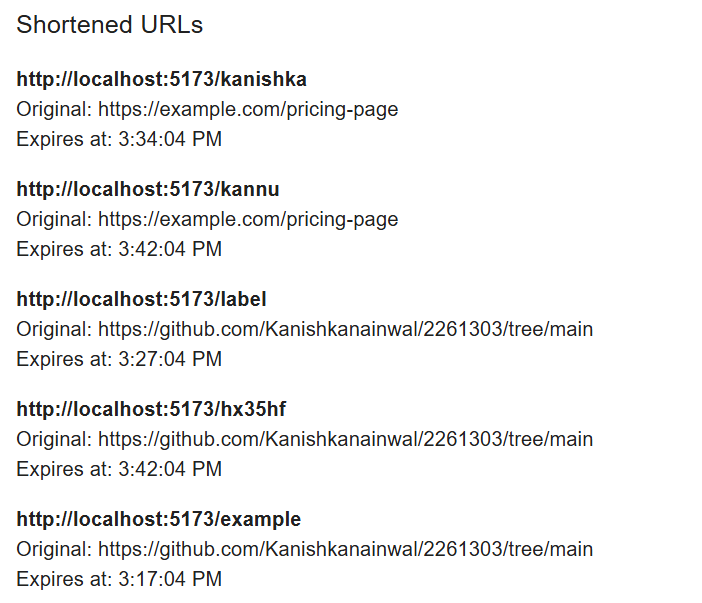 Shortened URLs
http://localhost:5173/kanishka
Original: https://example.com/pricing-page
Expires at: 3:34:04 PM
http://localhost:5173/kannu
Original: https://example.com/pricing-page
Expires at: 3:42:04 PM
http://localhost:5173/label
Original: https://github.com/Kanishkanainwal/2261303/tree/main
Expires at: 3:27:04 PM
http://localhost:5173/hx35hf
Original: https://github.com/Kanishkanainwal/2261303/tree/main
Expires at: 3:42:04 PM
http://localhost:5173/example
Original: https://github.com/Kanishkanainwal/2261303/tree/main
Expires at: 3:17:04 PM